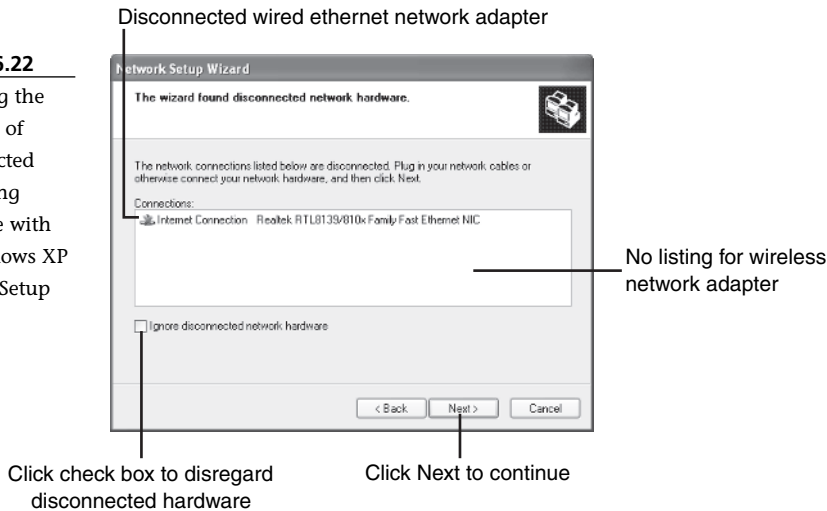 Disconnected wired ethernet network adapter
5.22
g the
of
cted
ng
e with
lows XP
Setup
Network Setup Wizard
The wizard found disconnected network hardware.
The network connections listed below are disconnected. Plug in your network cables or
otherwise connect your network hardware, and then click Next.
Connections:
Internet Connection Realtek RTL8139/810x Family Fast Ethernet NIC
No listing for wireless
network adapter
Ignore disconnected network hardware
< Back
Next >
Cancel
Click check box to disregard
disconnected hardware
Click Next to continue